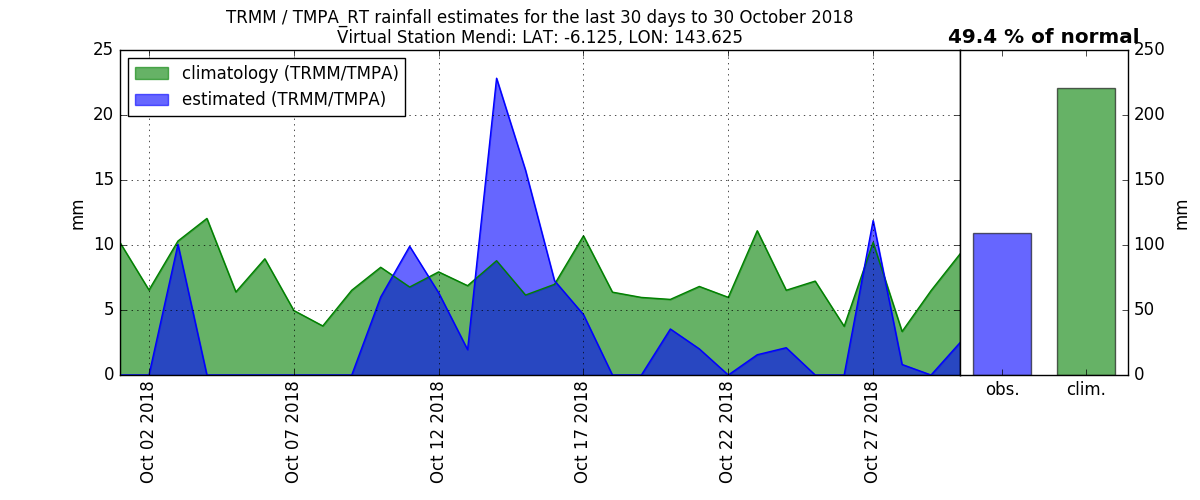 TRMM / TMPA_RT rainfall estimates for the last 30 days to 30 October 2018
Virtual Station Mendi: LAT: -6.125, LON: 143.625
49.4 % of normal
climatology (TRMM/TMPA)
estimated (TRMM/TMPA)
25
20
15
10
5
0
mm
Oct 02 2018
Oct 07 2018
Oct 12 2018
Oct 17 2018
Oct 22 2018
Oct 27 2018
250
200
150
100
50
0
mm
obs.
clim.